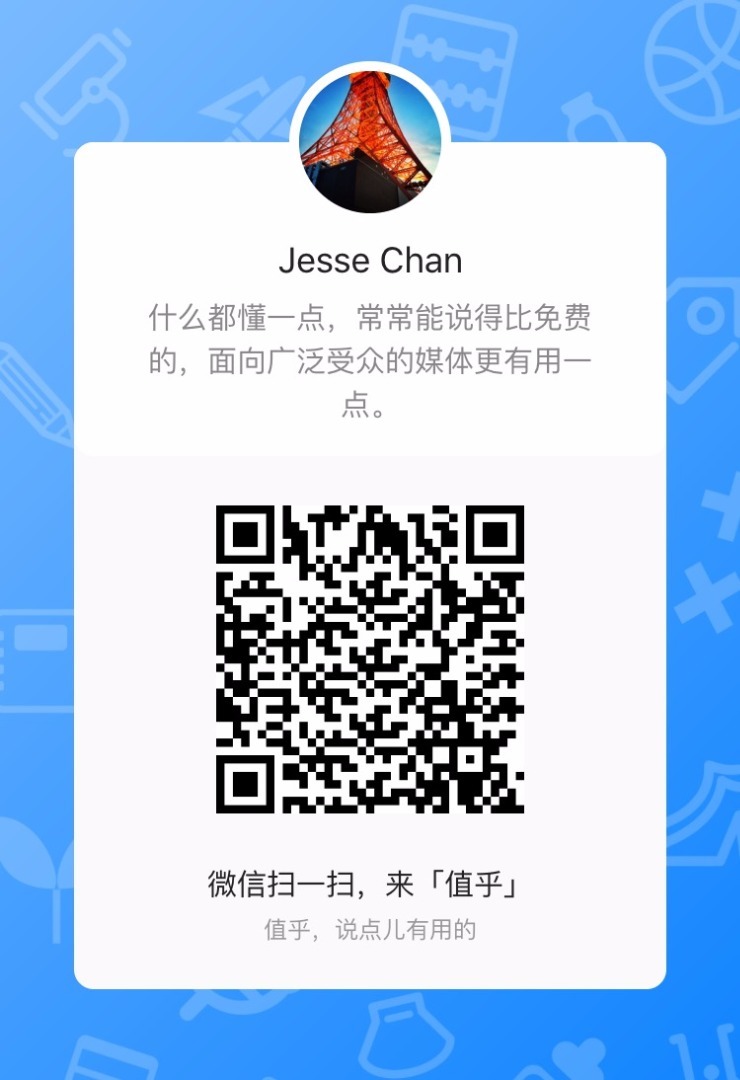 Jesse Chan
什么都懂一点，常常能说得比免费
的，面向广泛受众的媒体更有用一
点。
微信扫一扫，来「值乎」
值乎，说点儿有用的